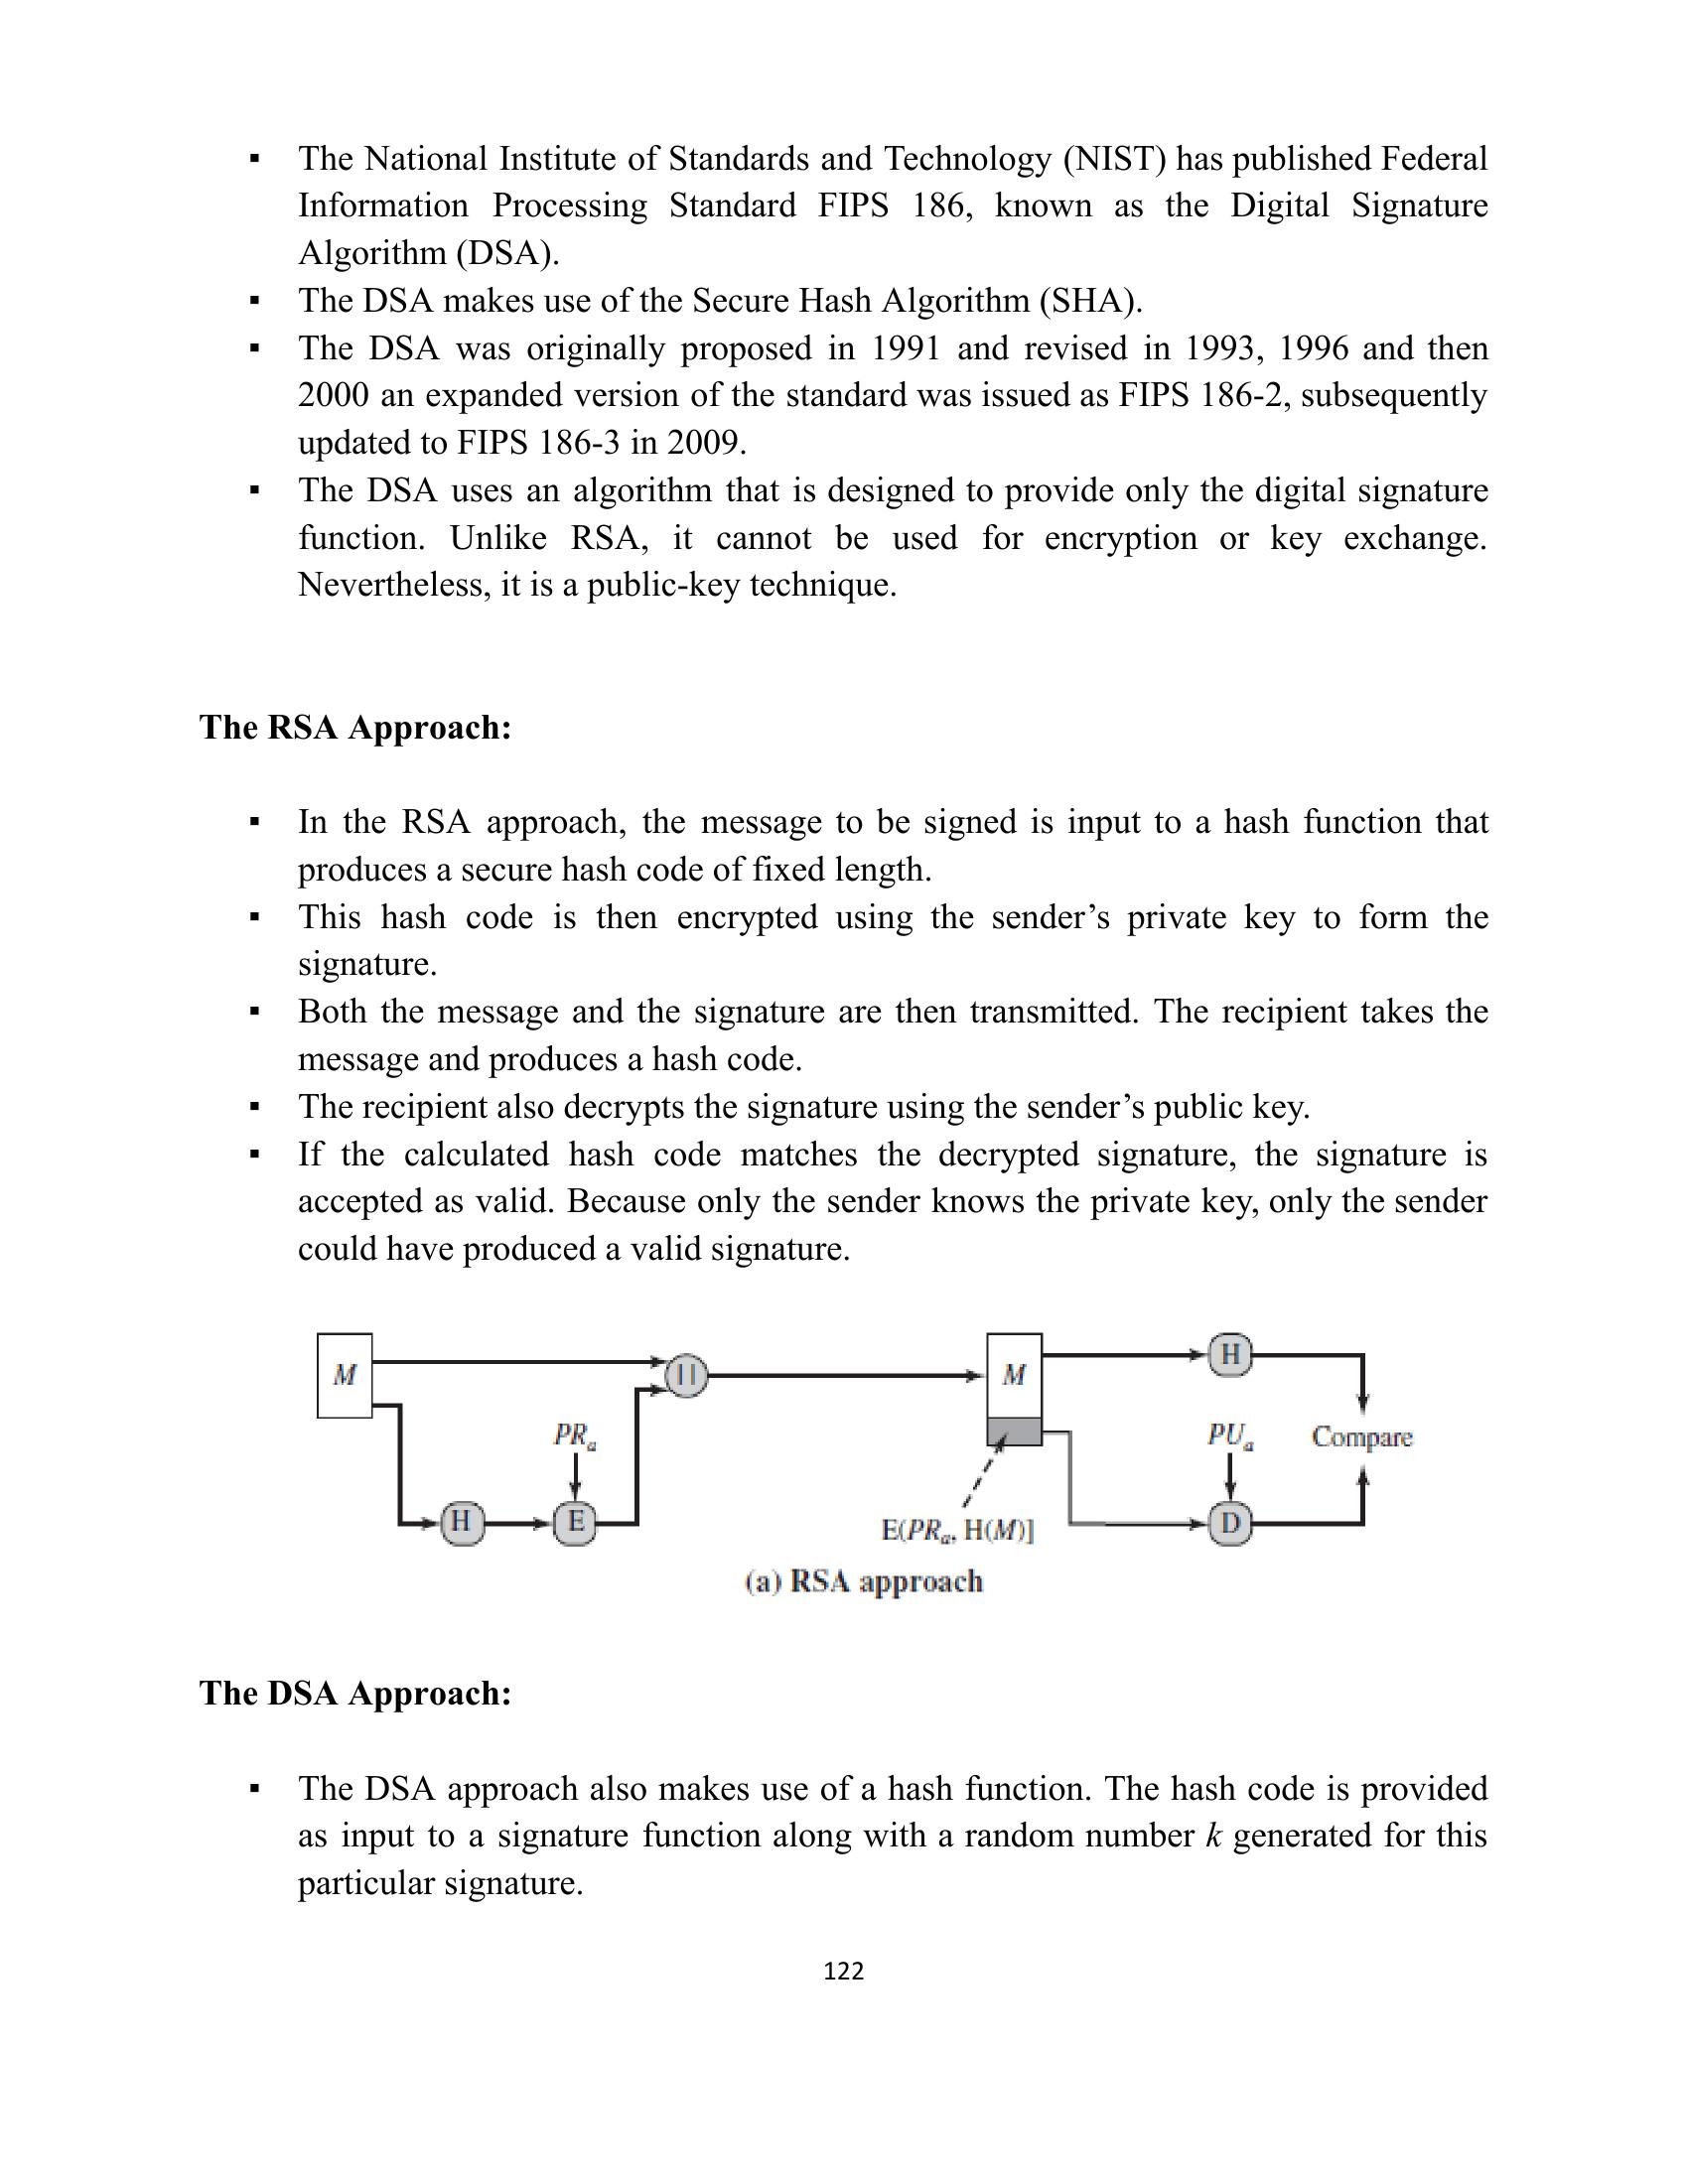 ▪ The National Institute of Standards and Technology (NIST) has published Federal
Information Processing Standard FIPS 186, known as the Digital Signature
Algorithm (DSA).
▪ The DSA makes use of the Secure Hash Algorithm (SHA).
▪ The DSA was originally proposed in 1991 and revised in 1993, 1996 and then
2000 an expanded version of the standard was issued as FIPS 186-2, subsequently
updated to FIPS 186-3 in 2009.
▪ The DSA uses an algorithm that is designed to provide only the digital signature
function. Unlike RSA, it cannot be used for encryption or key exchange.
Nevertheless, it is a public-key technique.
The RSA Approach:
▪ In the RSA approach, the message to be signed is input to a hash function that
produces a secure hash code of fixed length.
▪ This hash code is then encrypted using the sender’s private key to form the
signature.
▪ Both the message and the signature are then transmitted. The recipient takes the
message and produces a hash code.
▪ The recipient also decrypts the signature using the sender’s public key.
▪ If the calculated hash code matches the decrypted signature, the signature is
accepted as valid. Because only the sender knows the private key, only the sender
could have produced a valid signature.
M || M H
PRa PUa Compare
H E E(PRa, H(M)] D
(a) RSA approach
The DSA Approach:
▪ The DSA approach also makes use of a hash function. The hash code is provided
as input to a signature function along with a random number k generated for this
particular signature.
122